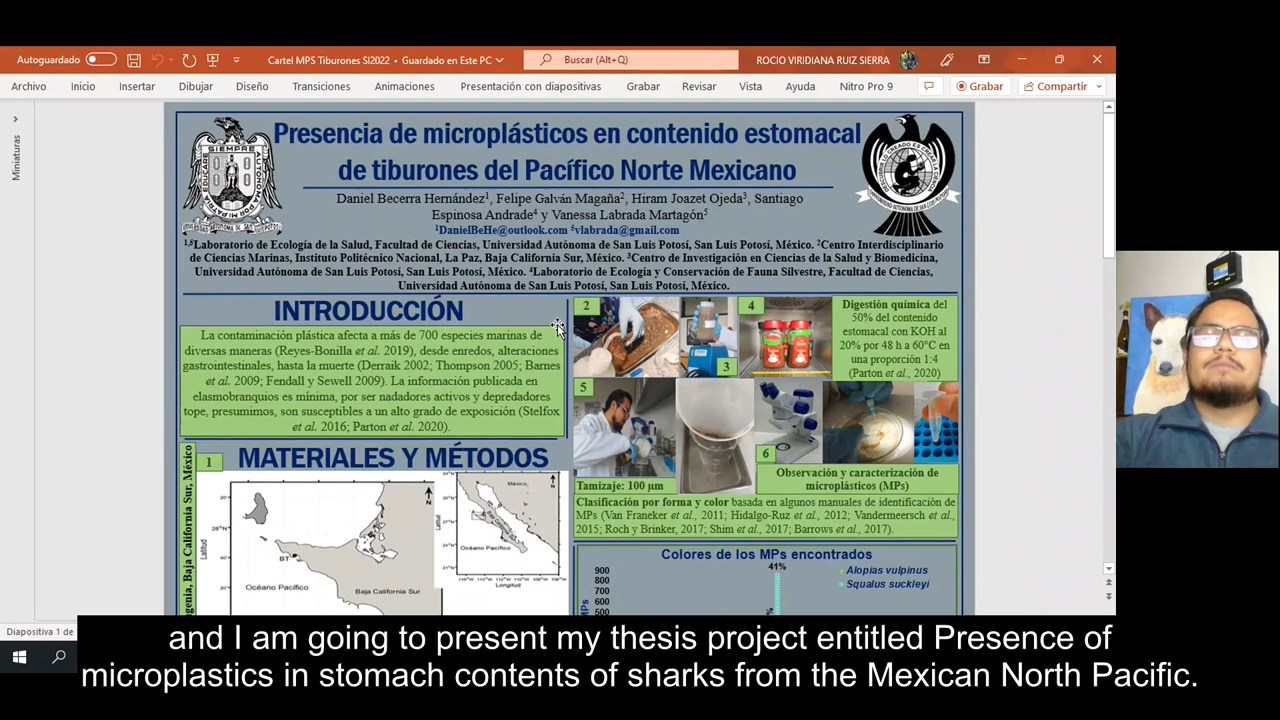 Autoguardado
Cartel MPS Tiburones SI2022 • Guardado en Este PC
Buscar (Alt+Q)
ROCIO VIRIDIANA RUIZ SIERRA
Archivo Inicio Insertar Dibujar Diseño Transiciones Animaciones Presentación con diapositivas Grabar Revisar Vista Ayuda Nitro Pro 9
Grabar
Compartir
Miniaturas
Presencia de microplásticos en contenido estomacal
de tiburones del Pacífico Norte Mexicano
Daniel Becerra Hernández1, Felipe Galván Magaña2, Hiram Joazet Ojeda3, Santiago
Espinosa Andrade4 y Vanessa Labrada Martagón5
1DanielBeHe@outlook.com 5vlabrada@gmail.com
1,5Laboratorio de Ecología de la Salud, Facultad de Ciencias, Universidad Autónoma de San Luis Potosí, San Luis Potosí, México. 2Centro Interdisciplinario
de Ciencias Marinas, Instituto Politécnico Nacional, La Paz, Baja California Sur, México. 3Centro de Investigación en Ciencias de la Salud y Biomedicina,
Universidad Autónoma de San Luis Potosí, San Luis Potosí, México. 4Laboratorio de Ecología y Conservación de Fauna Silvestre, Facultad de Ciencias,
Universidad Autónoma de San Luis Potosí, San Luis Potosí, México.
INTRODUCCIÓN
La contaminación plástica afecta a más de 700 especies marinas de
diversas maneras (Reyes-Bonilla et al. 2019), desde enredos, alteraciones
gastrointestinales, hasta la muerte (Derraik 2002; Thompson 2005; Barnes
et al. 2009; Fendall y Sewell 2009). La información publicada en
elasmobranquios es mínima, por ser nadadores activos y depredadores
tope, presumimos, son susceptibles a un alto grado de exposición (Stelfox
et al. 2016; Parton et al. 2020).
MATERIALES Y MÉTODOS
1
México
Océano Pacífico
Longitud
Latitud
BT
Océano Pacífico
Baja California Sur
2
3
4
Digestión química del
50% del contenido
estomacal con KOH al
20% por 48 h a 60°C en
una proporción 1:4
(Parton et al., 2020)
5
6
Tamizaje: 100 µm
Observación y caracterización de
microplásticos (MPs)
Clasificación por forma y color basada en algunos manuales de identificación de
MPs (Van Franeker et al., 2011; Hidalgo-Ruz et al., 2012; Vandermeersch et al.,
2015; Roch y Brinker, 2017; Shim et al., 2017; Barrows et al., 2017).
Colores de los MPs encontrados
41%
900
800
700
600
Alopias vulpinus
Squalus suckleyi
Diapositiva 1 de
and I am going to present my thesis project entitled Presence of
microplastics in stomach contents of sharks from the Mexican North Pacific.